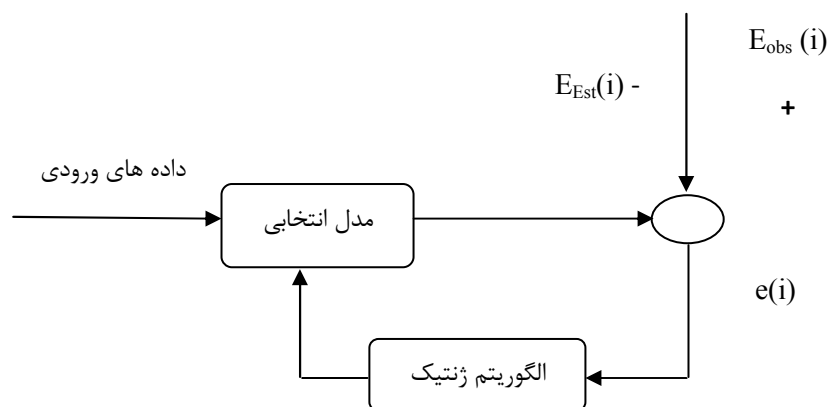 E_obs (i)
E_Est(i) -
+
داده های ورودی
مدل انتخابی
e(i)
الگوریتم ژنتیک